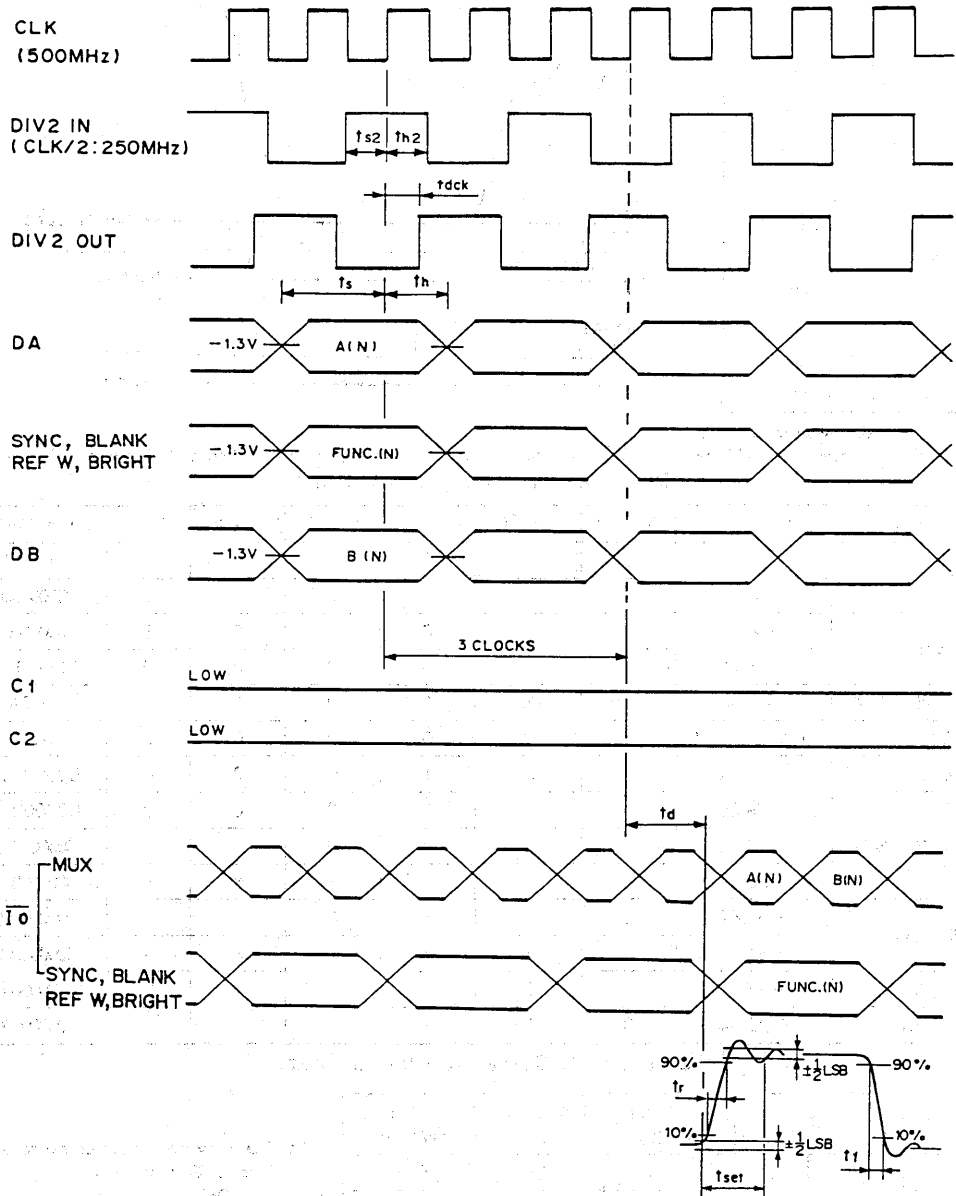 CLK
(500MHz)
DIV2 IN
(CLK/2:250MHz)
ts2
th2
tdck
DIV2 OUT
ts
th
DA
-1.3V
A(N)
SYNC, BLANK
REF W, BRIGHT
-1.3V
FUNC.(N)
DB
-1.3V
B(N)
3 CLOCKS
C1
LOW
C2
LOW
td
MUX
A(N)
B(N)
IO
SYNC, BLANK
REF W, BRIGHT
FUNC.(N)
90%
±1/2LSB
90%
tr
10%
±1/2LSB
10%
tf
tset